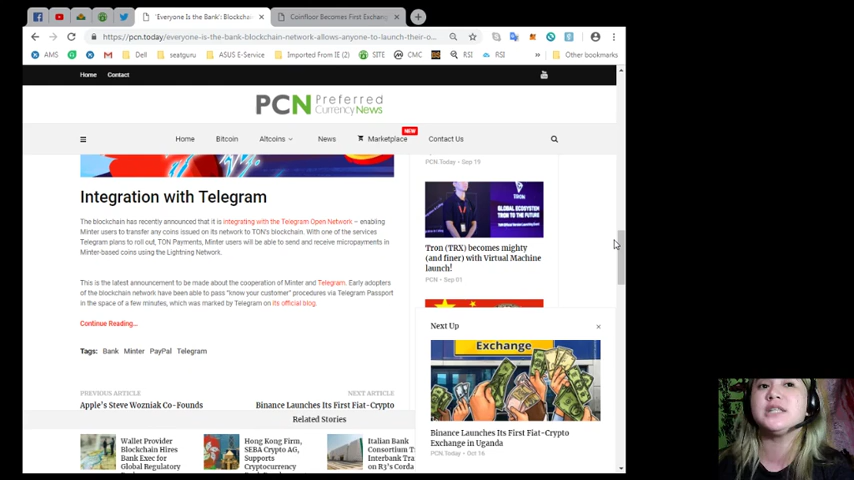 'Everyone Is the Bank': Blockchai
Coinfloor Becomes First Exchang
https://pcn.today/everyone-is-the-bank-blockchain-network-allows-anyone-to-launch-their-o...
AMS
Dell
seatguru
ASUS E-Service
Imported From IE (2)
SITE
CMC
RSI
RSI
»
Other bookmarks
Home
Contact
PCN Preferred
Currency News
NEW
Home
Bitcoin
Altcoins
News
Marketplace
Contact Us
PCN.Today • Sep 19
Integration with Telegram
The blockchain has recently announced that it is integrating with the Telegram Open Network – enabling
Minter users to transfer any coins issued on its network to TON's blockchain. With one of the services
Telegram plans to roll out, TON Payments, Minter users will be able to send and receive micropayments in
Minter-based coins using the Lightning Network.
This is the latest announcement to be made about the cooperation of Minter and Telegram. Early adopters
of the blockchain network have been able to pass "know your customer" procedures via Telegram Passport
in the space of a few minutes, which was marked by Telegram on its official blog.
Continue Reading...
Tags: Bank Minter PayPal Telegram
PREVIOUS ARTICLE
Apple's Steve Wozniak Co-Founds
NEXT ARTICLE
Binance Launches Its First Fiat-Crypto
GLOBAL ECOSYSTEM
TRON TO THE FUTURE
Tron (TRX) becomes mighty
(and finer) with Virtual Machine
launch!
PCN • Sep 01
Next Up
×
Exchange
Binance Launches Its First Fiat-Crypto
Exchange in Uganda
PCN.Today • Oct 16
Related Stories
Wallet Provider
Blockchain Hires
Bank Exec for
Global Regulatory
Hong Kong Firm,
SEBA Crypto AG,
Supports
Cryptocurrency
Italian Bank
Consortium T
Interbank Tra
on R3's Corda